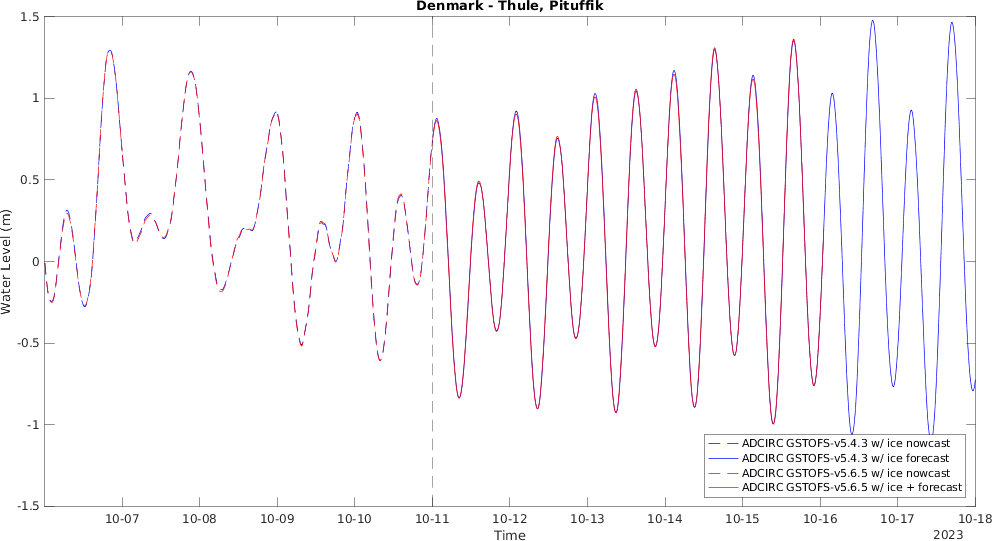 Denmark - Thule, Pituffik
1.5
1
0.5
0
-0.5
-1
-1.5
Water Level (m)
ADCIRC GSTOFS-v5.4.3 w/ ice nowcast
ADCIRC GSTOFS-v5.4.3 w/ ice forecast
ADCIRC GSTOFS-v5.6.5 w/ ice nowcast
ADCIRC GSTOFS-v5.6.5 w/ ice + forecast
10-07 10-08 10-09 10-10 10-11 10-12 10-13 10-14 10-15 10-16 10-17 10-18
Time
2023